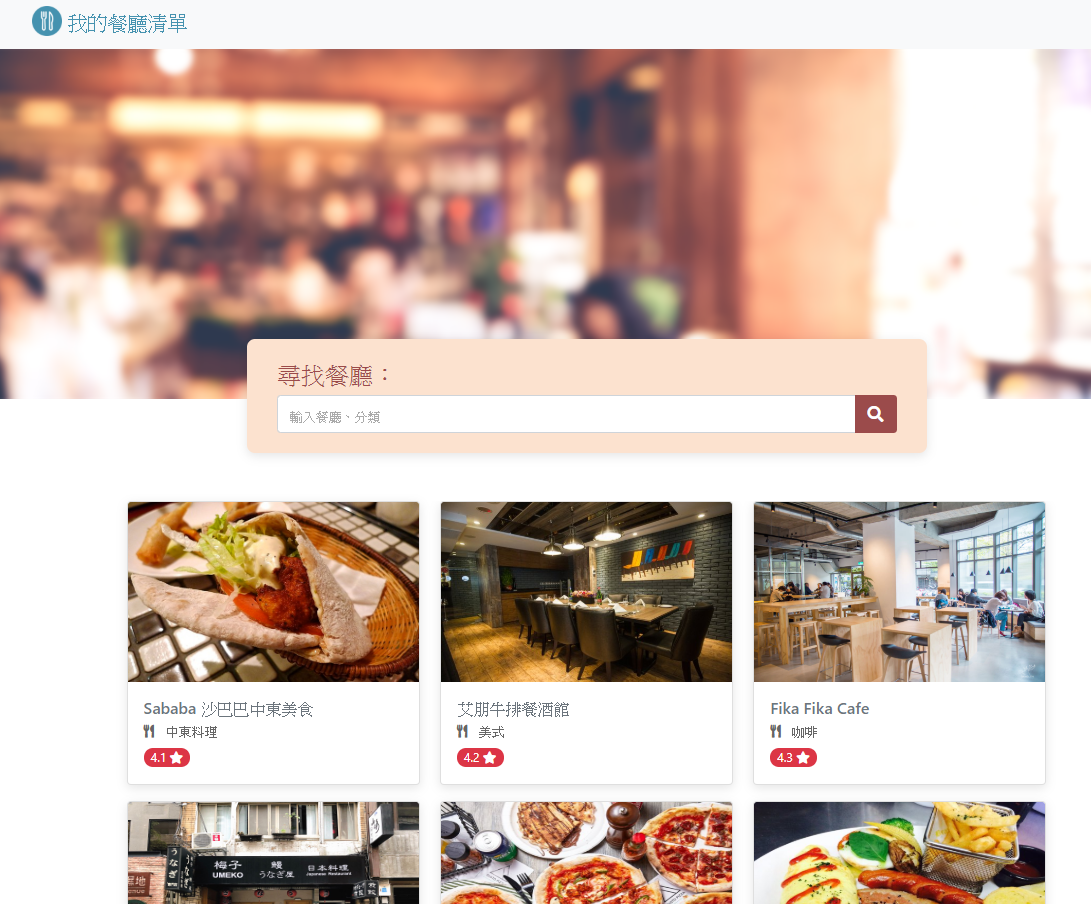 我的餐廳清單
尋找餐廳：
輸入餐廳、分類
Sababa 沙巴巴中東美食
中東料理
4.1
艾朋牛排餐酒館
美式
4.2
Fika Fika Cafe
咖啡
4.3
梅子 鰻 日本料理
UMEKO うなぎ屋 Japanese Restaurant
うなぎ